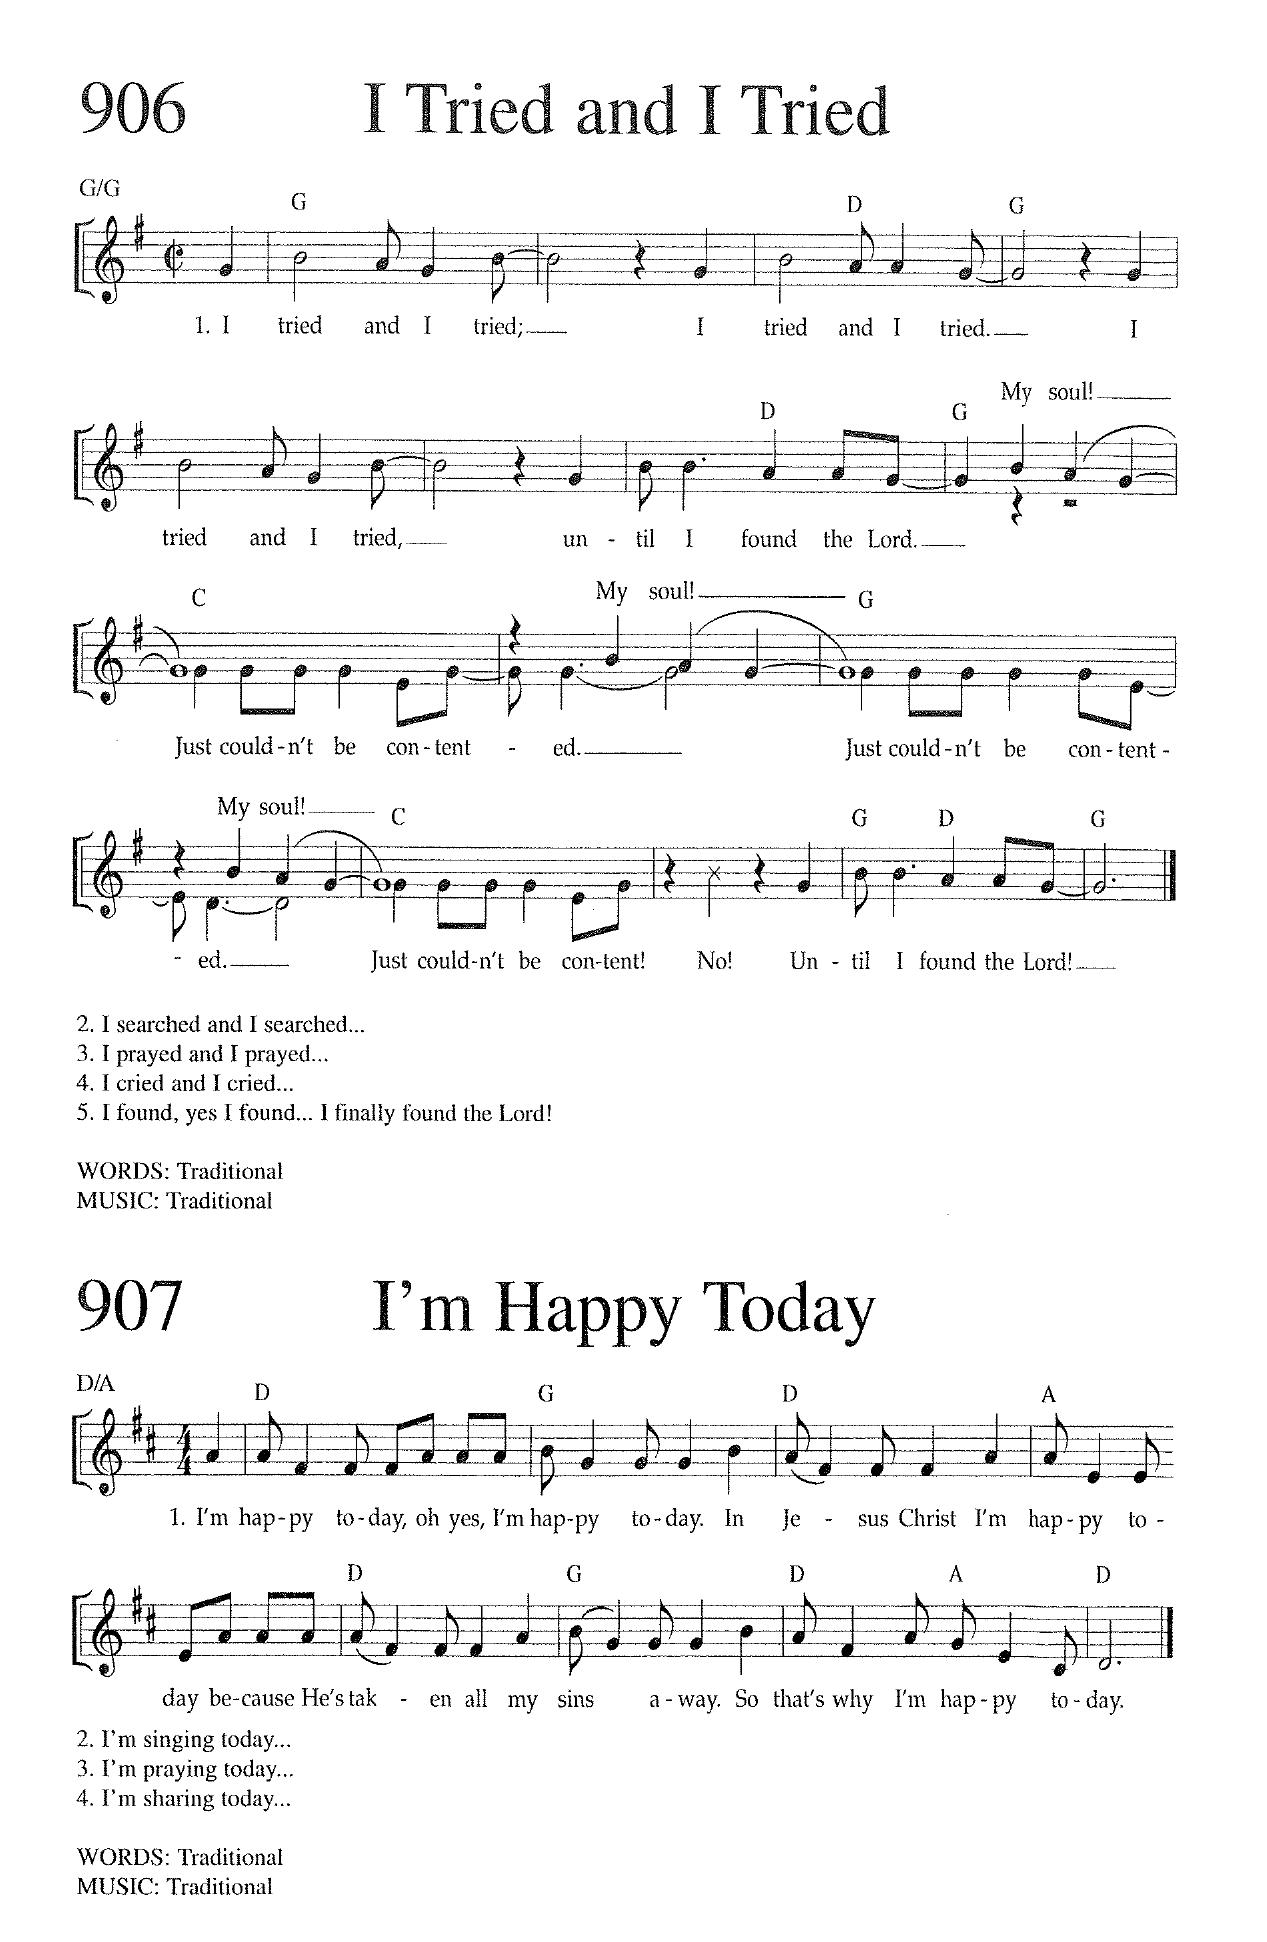 906 I Tried and I Tried
G/G
G D G
1. I tried and I tried; I tried and I tried. I
My soul!
D G
tried and I tried, un - til I found the Lord.
My soul!
C G
Just could-n't be con-tent - ed. Just could-n't be con-tent-
My soul!
C G D G
- ed. Just could-n't be con-tent! No! Un - til I found the Lord!
2. I searched and I searched...
3. I prayed and I prayed...
4. I cried and I cried...
5. I found, yes I found... I finally found the Lord!
WORDS: Traditional
MUSIC: Traditional
907 I'm Happy Today
D/A
D G D A
4
4
1. I'm hap-py to-day, oh yes, I'm hap-py to-day. In Je - sus Christ I'm hap-py to -
D G D A D
day be-cause He's tak - en all my sins a-way. So that's why I'm hap-py to-day.
2. I'm singing today...
3. I'm praying today...
4. I'm sharing today...
WORDS: Traditional
MUSIC: Traditional